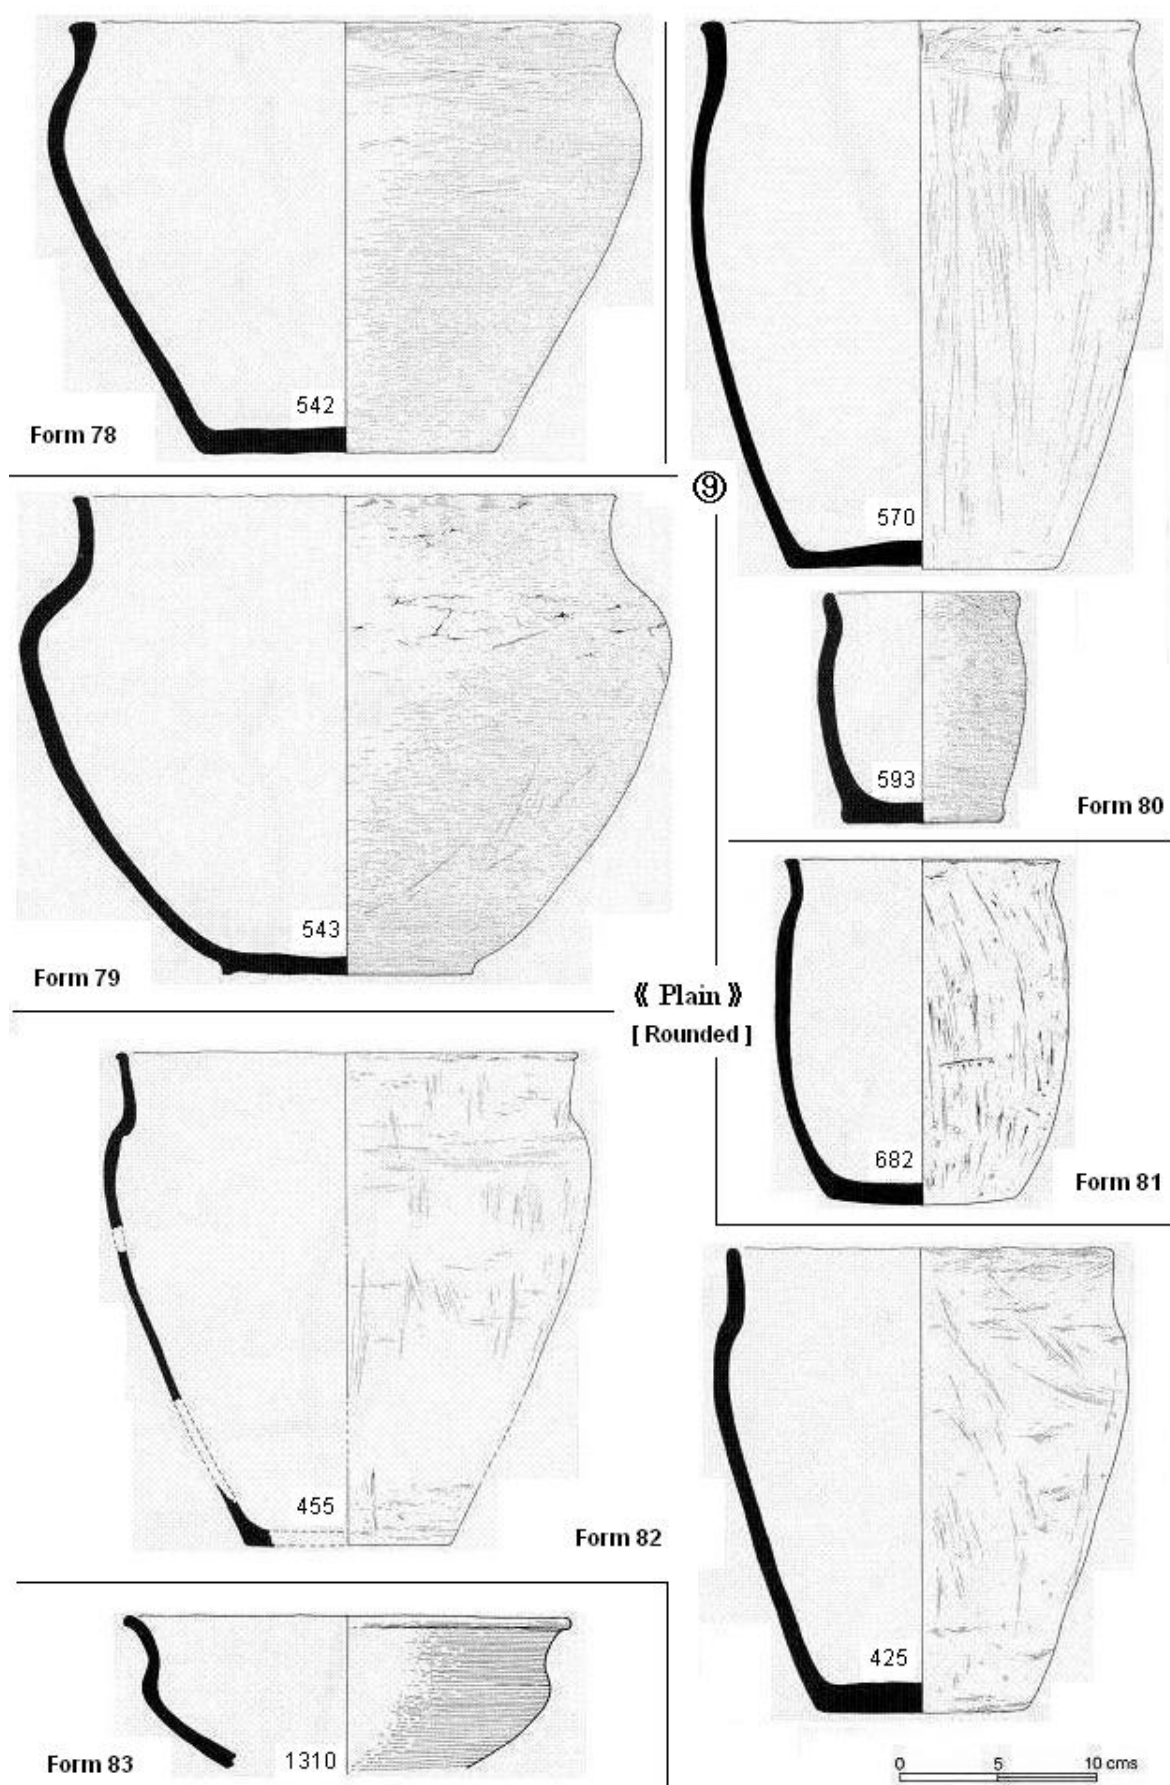 542
Form 78
⑨
570
593
Form 80
543
Form 79
⟪ Plain ⟫
[ Rounded ]
682
Form 81
455
Form 82
425
Form 83
1310
0 5 10 cms